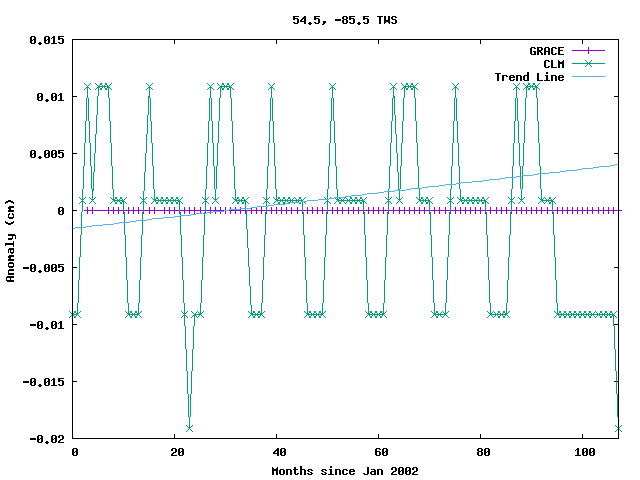 54.5, -85.5 TWS
GRACE
CLM
Trend Line
0.015
0.01
0.005
0
-0.005
-0.01
-0.015
-0.02
Anomaly (cm)
0 20 40 60 80 100
Months since Jan 2002